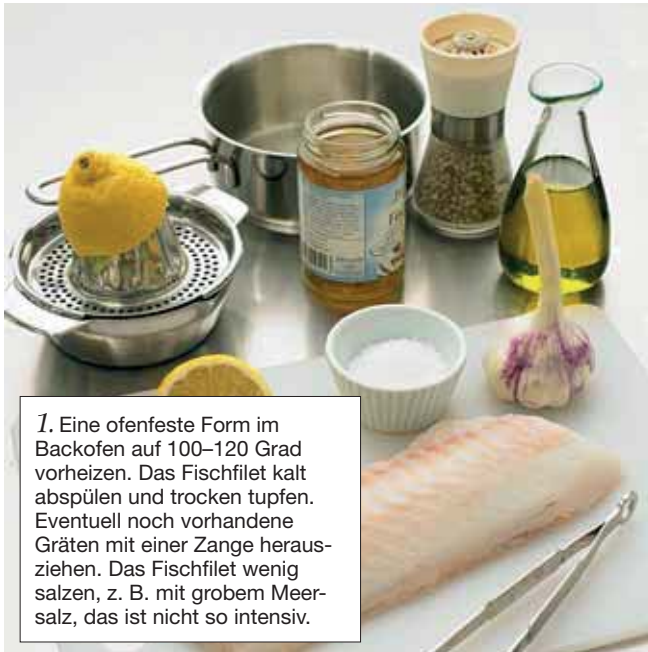 1. Eine ofenfeste Form im
Backofen auf 100–120 Grad
vorheizen. Das Fischfilet kalt
abspülen und trocken tupfen.
Eventuell noch vorhandene
Gräten mit einer Zange heraus-
ziehen. Das Fischfilet wenig
salzen, z. B. mit grobem Meer-
salz, das ist nicht so intensiv.